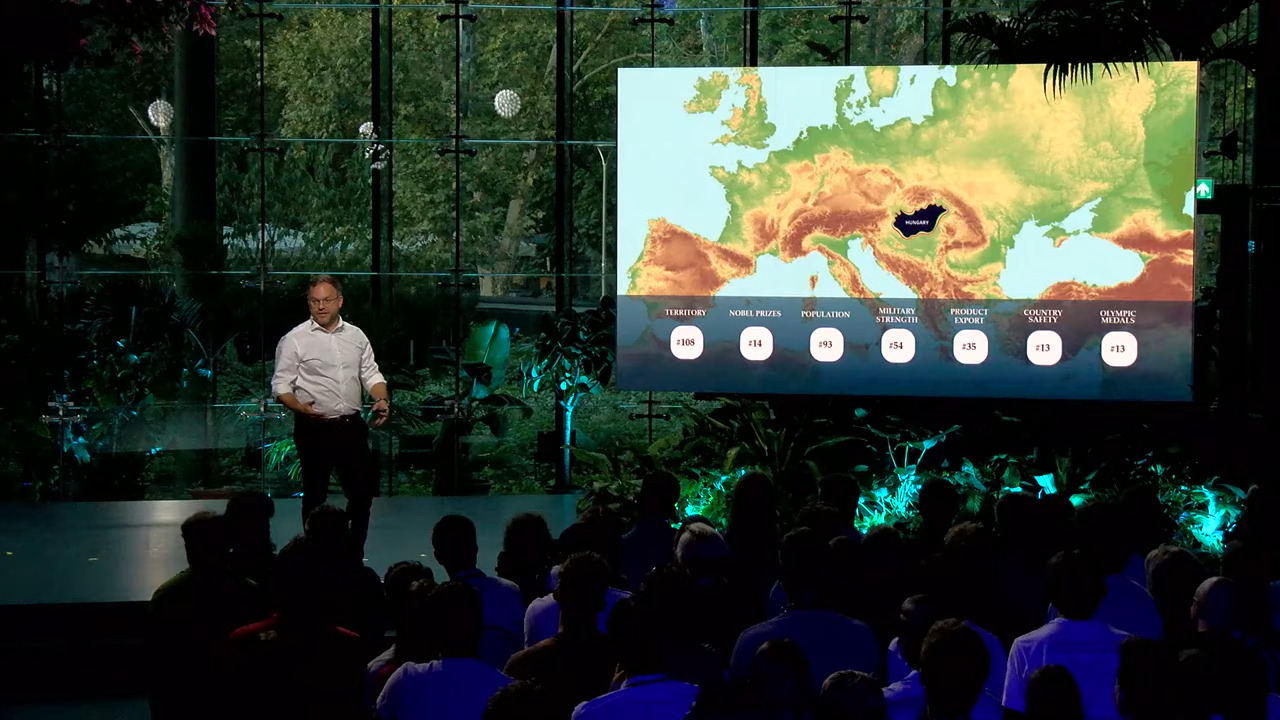 HUNGARY
TERRITORY
#108
NOBEL PRIZES
#14
POPULATION
#93
MILITARY
STRENGTH
#54
PRODUCT
EXPORT
#35
COUNTRY
SAFETY
#13
OLYMPIC
MEDALS
#13